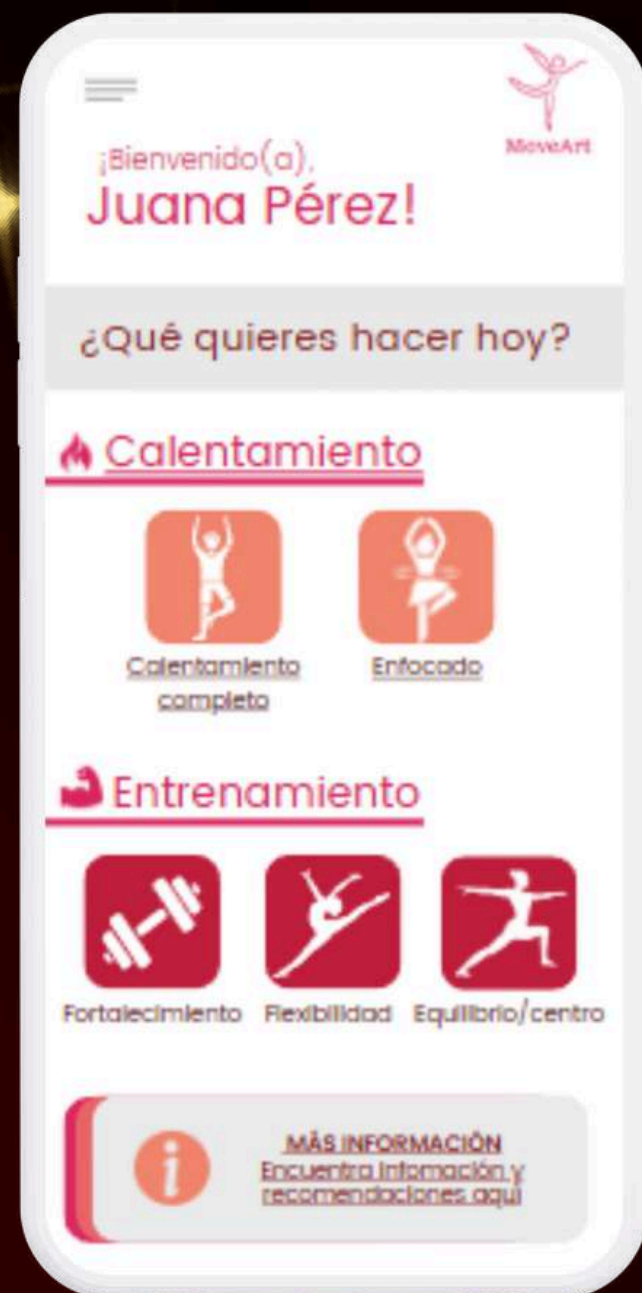 MoveArt
¡Bienvenido(a),
Juana Pérez!
¿Qué quieres hacer hoy?
Calentamiento
Calentamiento
completo
Enfocado
Entrenamiento
Fortalecimiento
Flexibilidad
Equilibrio/centro
MÁS INFORMACIÓN
Encuentra infomación y
recomendaciones aquí